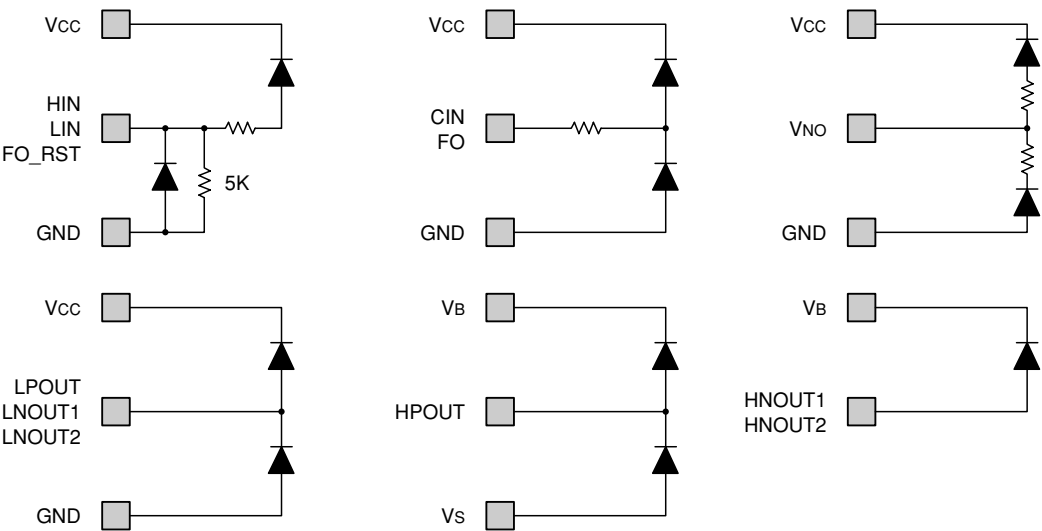 VCC
HIN
LIN
FO_RST
5K
GND
VCC
CIN
FO
GND
VCC
VNO
GND
VCC
LPOUT
LNOUT1
LNOUT2
GND
VB
HPOUT
VS
VB
HNOUT1
HNOUT2